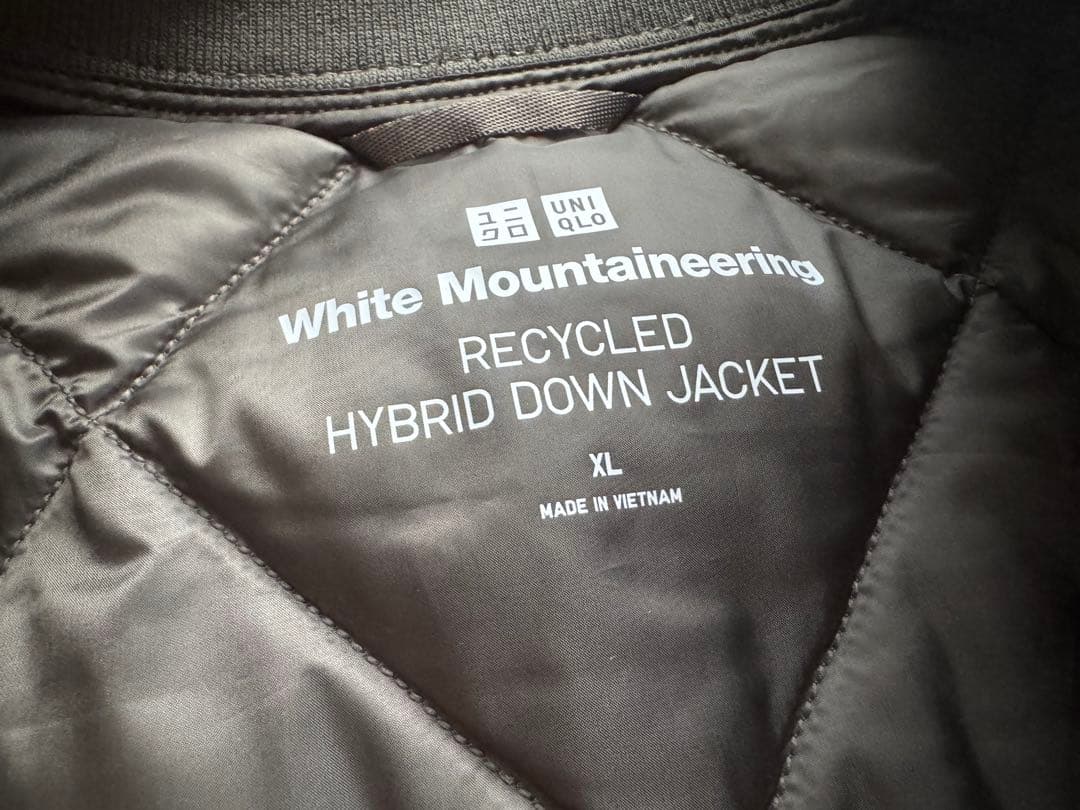 ユニ UNI
クロ QLO
White Mountaineering
RECYCLED
HYBRID DOWN JACKET
XL
MADE IN VIETNAM